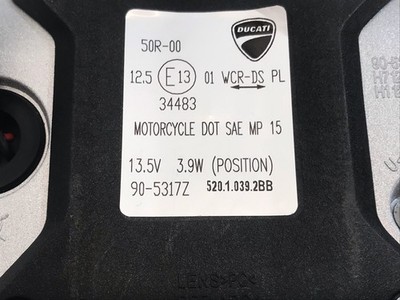 DUCATI
50R-00
12.5 E13 01 WCR-DS PL
34483
MOTORCYCLE DOT SAE MP 15
13.5V 3.9W (POSITION)
90-5317Z 520.1.039.2BB